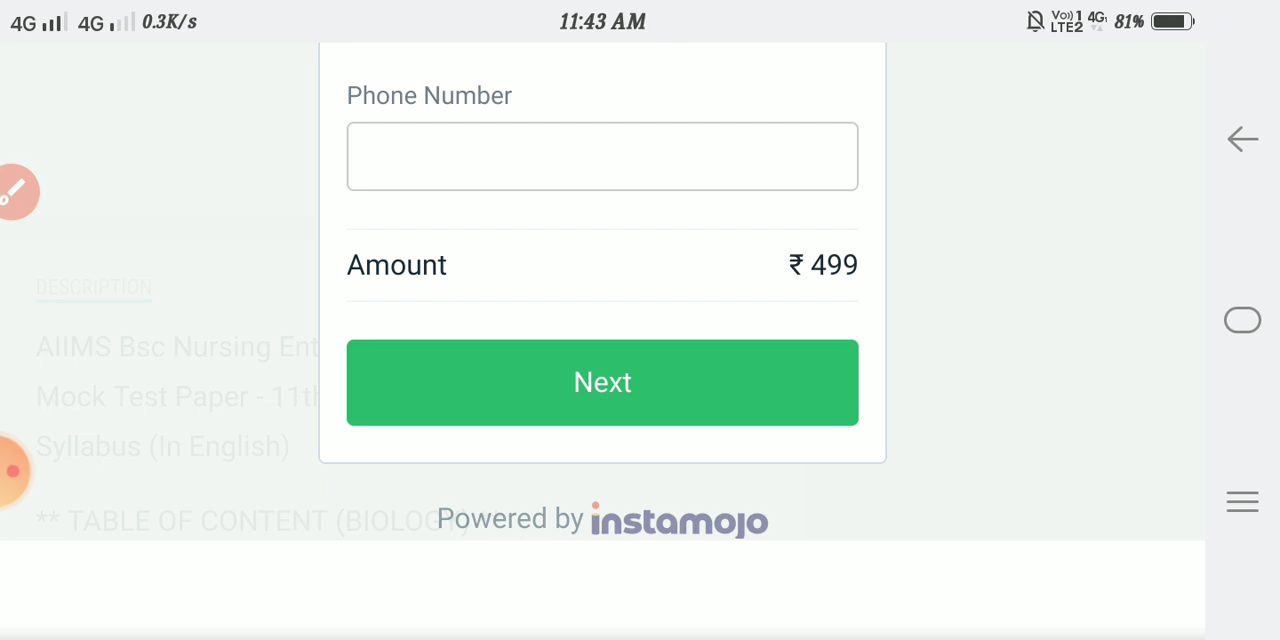 4G 4G 0.3K/s 11:43 AM Vo)) 1 LTE2 4G 81%
Phone Number
Amount ₹ 499
DESCRIPTION
AIIMS Bsc Nursing Ent
Next
Mock Test Paper - 11th
Syllabus (In English)
** TABLE OF CONTENT (BIOLOGY)
Powered by instamojo